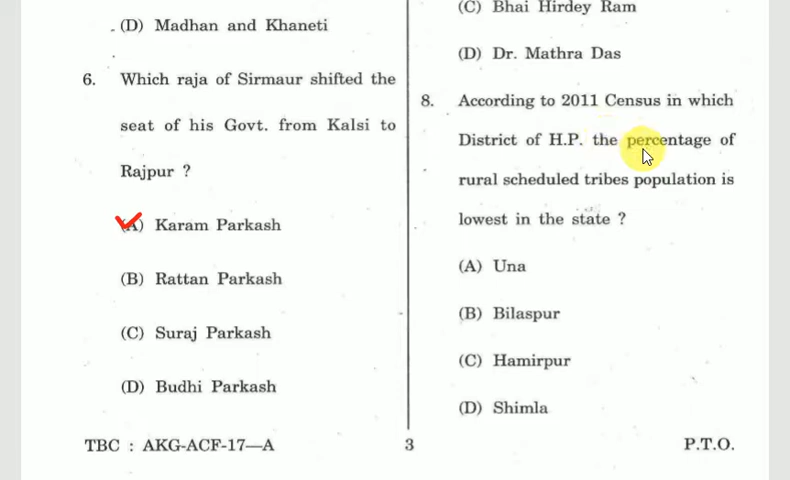 (D) Madhan and Khaneti
6. Which raja of Sirmaur shifted the
seat of his Govt. from Kalsi to
Rajpur ?
(A) Karam Parkash
(B) Rattan Parkash
(C) Suraj Parkash
(D) Budhi Parkash
(C) Bhai Hirdey Ram
(D) Dr. Mathra Das
8. According to 2011 Census in which
District of H.P. the percentage of
rural scheduled tribes population is
lowest in the state ?
(A) Una
(B) Bilaspur
(C) Hamirpur
(D) Shimla
TBC : AKG-ACF-17—A 3 P.T.O.